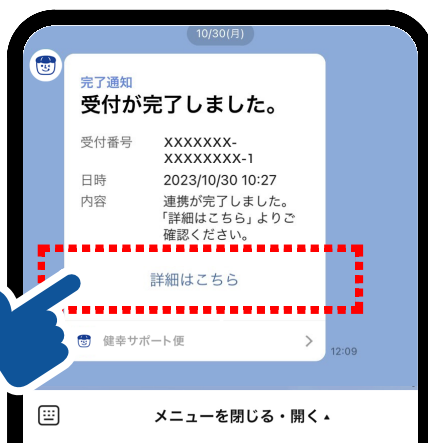 10/30(月)
完了通知
受付が完了しました。
受付番号 XXXXXXX-
XXXXXXXX-1
日時 2023/10/30 10:27
内容 連携が完了しました。
「詳細はこちら」よりご
確認ください。
詳細はこちら
健幸サポート便
12:09
メニューを閉じる・開く▲